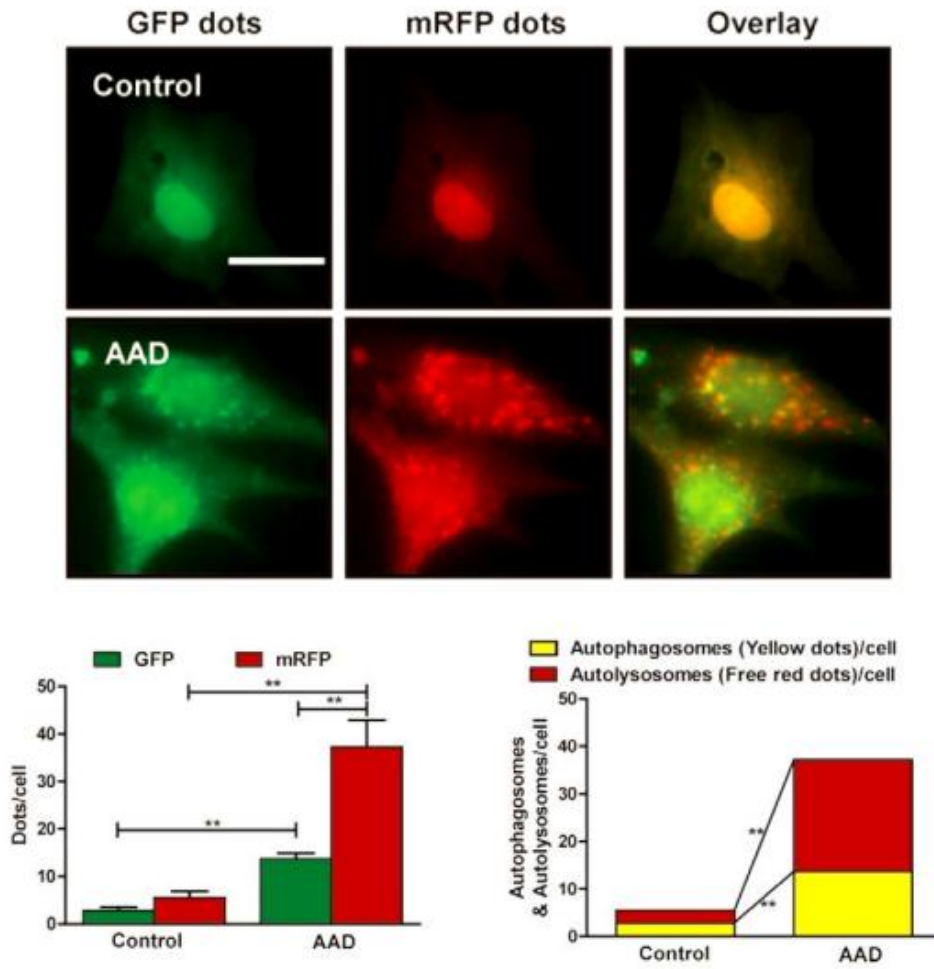 GFP dots mRFP dots Overlay
Control
AAD
GFP mRFP
50
40
30
20
10
0
Dots/cell
**
**
**
Control AAD
Autophagosomes (Yellow dots)/cell
Autolysosomes (Free red dots)/cell
50
40
30
20
10
0
Autophagosomes
& Autolysosomes/cell
**
**
Control AAD